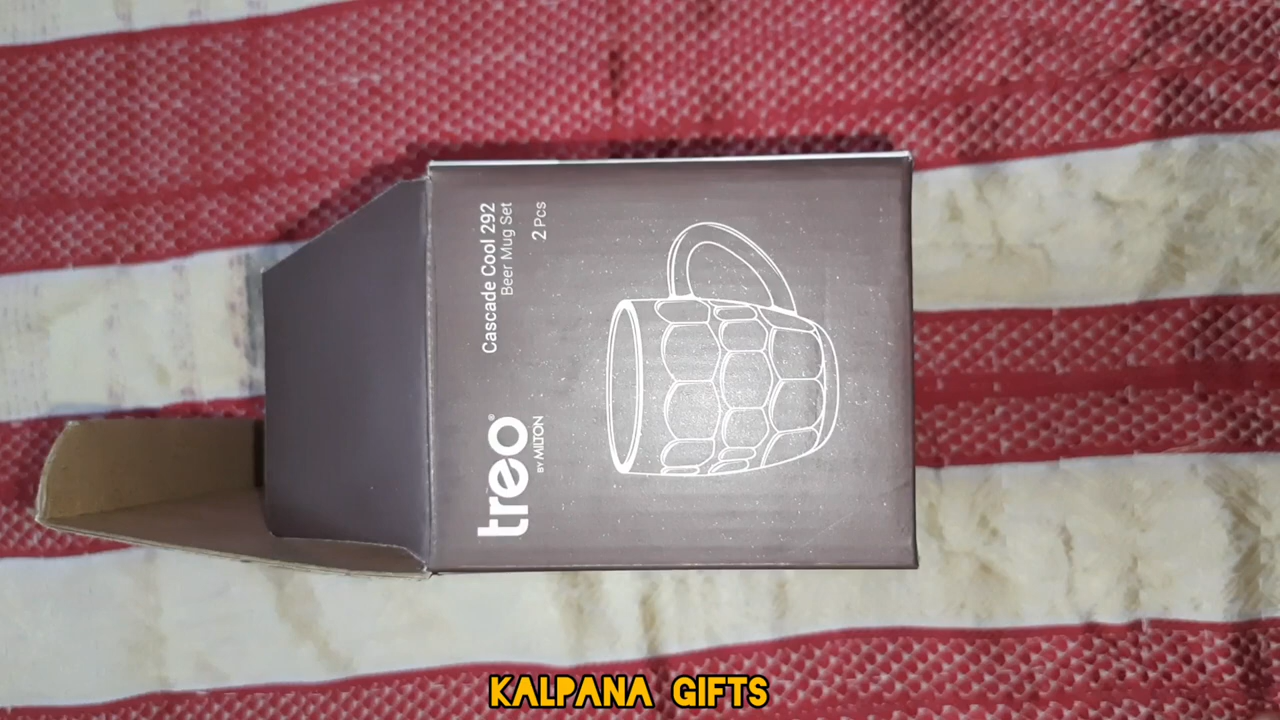 treo®
BY MILTON
Cascade Cool 292
Beer Mug Set
2 Pcs
KALPANA GIFTS